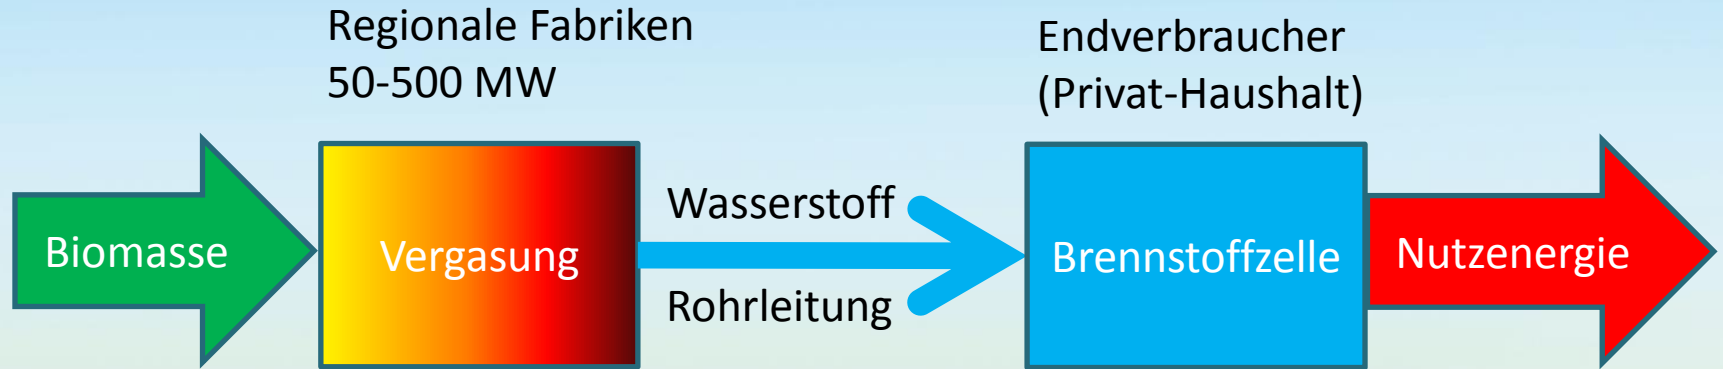 Regionale Fabriken
50-500 MW
Endverbraucher
(Privat-Haushalt)
Biomasse
Vergasung
Wasserstoff
Rohrleitung
Brennstoffzelle
Nutzenergie